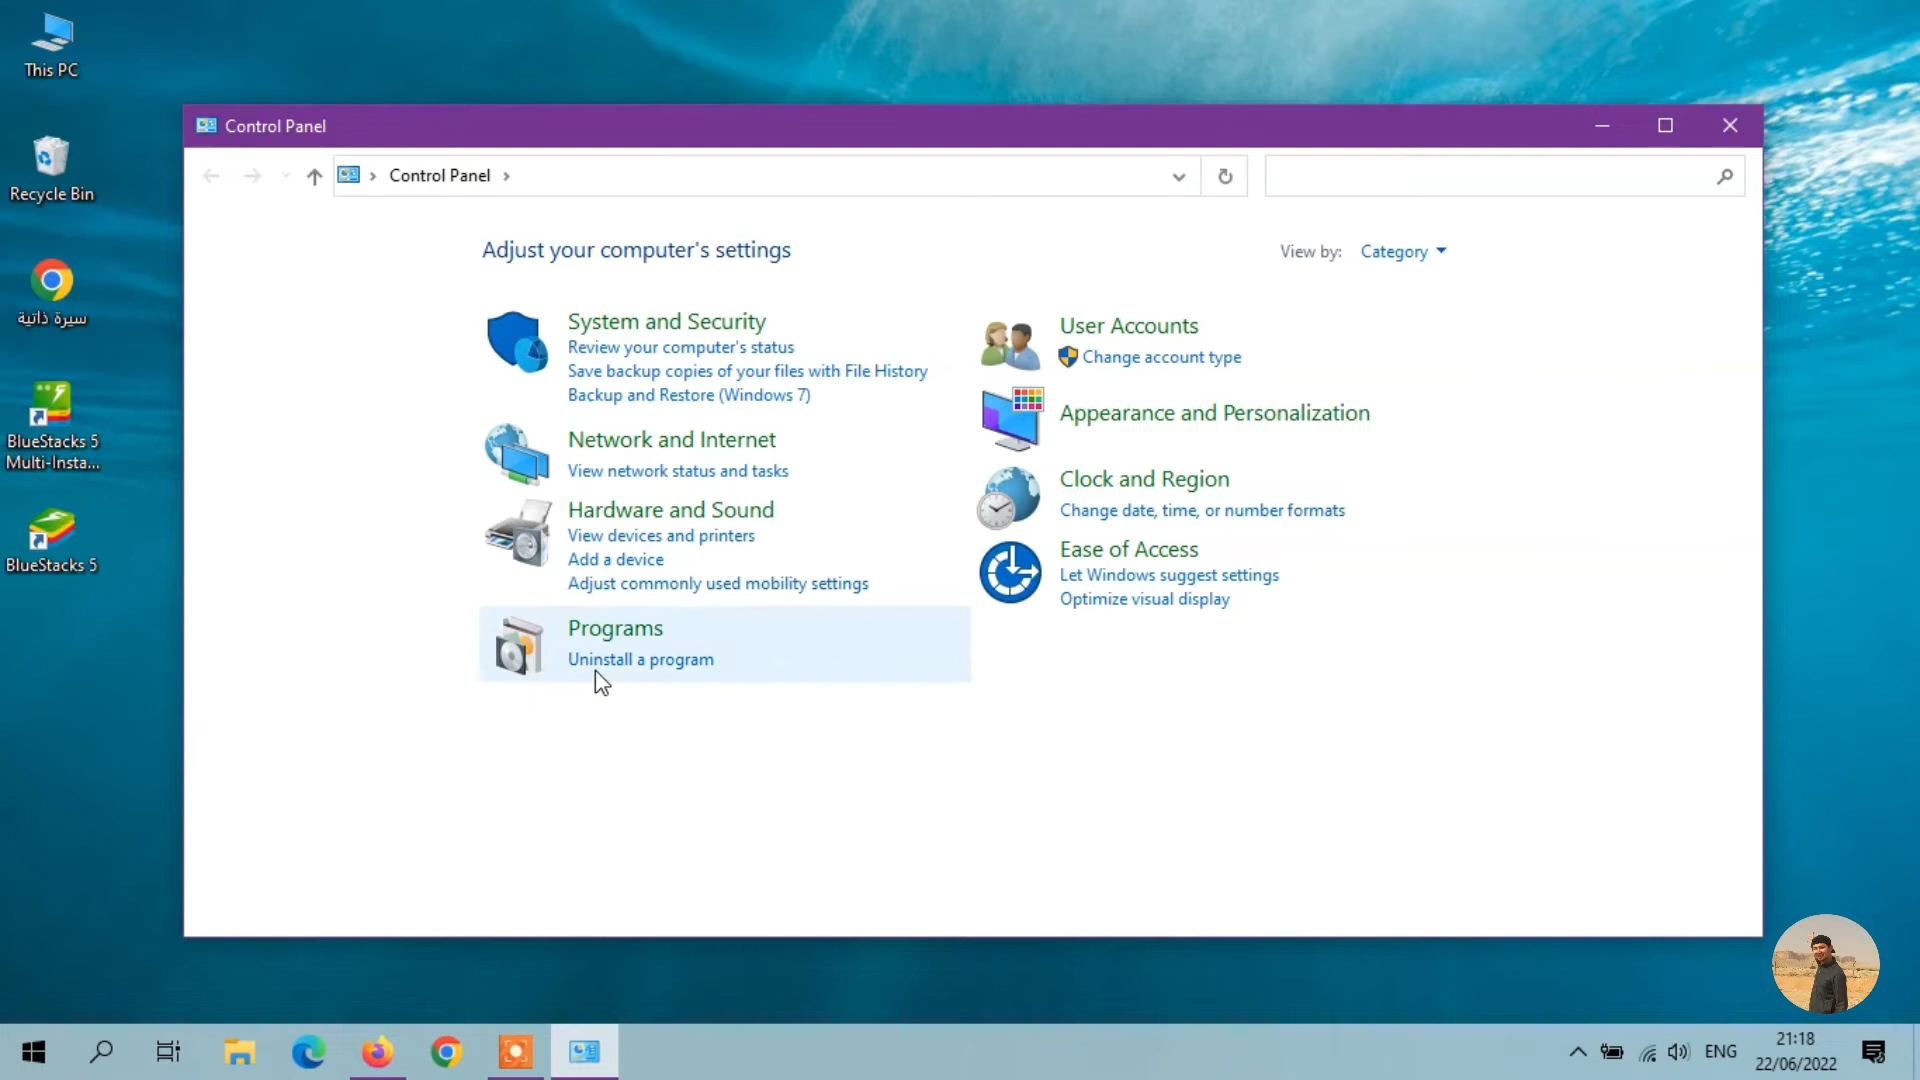 This PC
Recycle Bin
سيرة ذاتية
BlueStacks 5
Multi-Insta...
BlueStacks 5
Control Panel
Control Panel
Adjust your computer's settings
View by: Category
System and Security
Review your computer's status
Save backup copies of your files with File History
Backup and Restore (Windows 7)
Network and Internet
View network status and tasks
Hardware and Sound
View devices and printers
Add a device
Adjust commonly used mobility settings
Programs
Uninstall a program
User Accounts
Change account type
Appearance and Personalization
Clock and Region
Change date, time, or number formats
Ease of Access
Let Windows suggest settings
Optimize visual display
ENG
21:18
22/06/2022